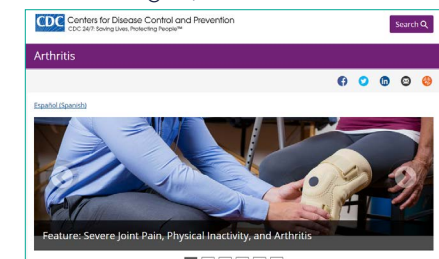 CDC Centers for Disease Control and Prevention
CDC 24/7: Saving Lives, Protecting People™
Search
Arthritis
Español (Spanish)
Feature: Severe Joint Pain, Physical Inactivity, and Arthritis